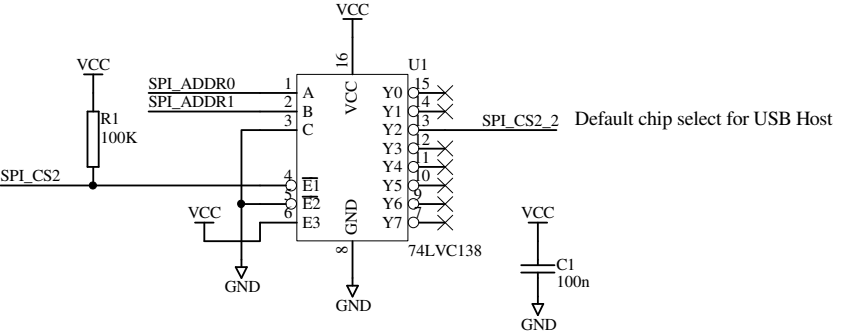 VCC
16
U1
VCC
SPI_ADDR0 1 A VCC Y0 15
SPI_ADDR1 2 B Y1 4
R1 3 C Y2 3 SPI_CS2_2 Default chip select for USB Host
100K
Y3 2
Y4 1
SPI_CS2 4 E1 Y5 10
5 E2 Y6 9
VCC 6 E3 GND Y7 7
VCC
8 74LVC138
C1
100n
GND
GND
GND